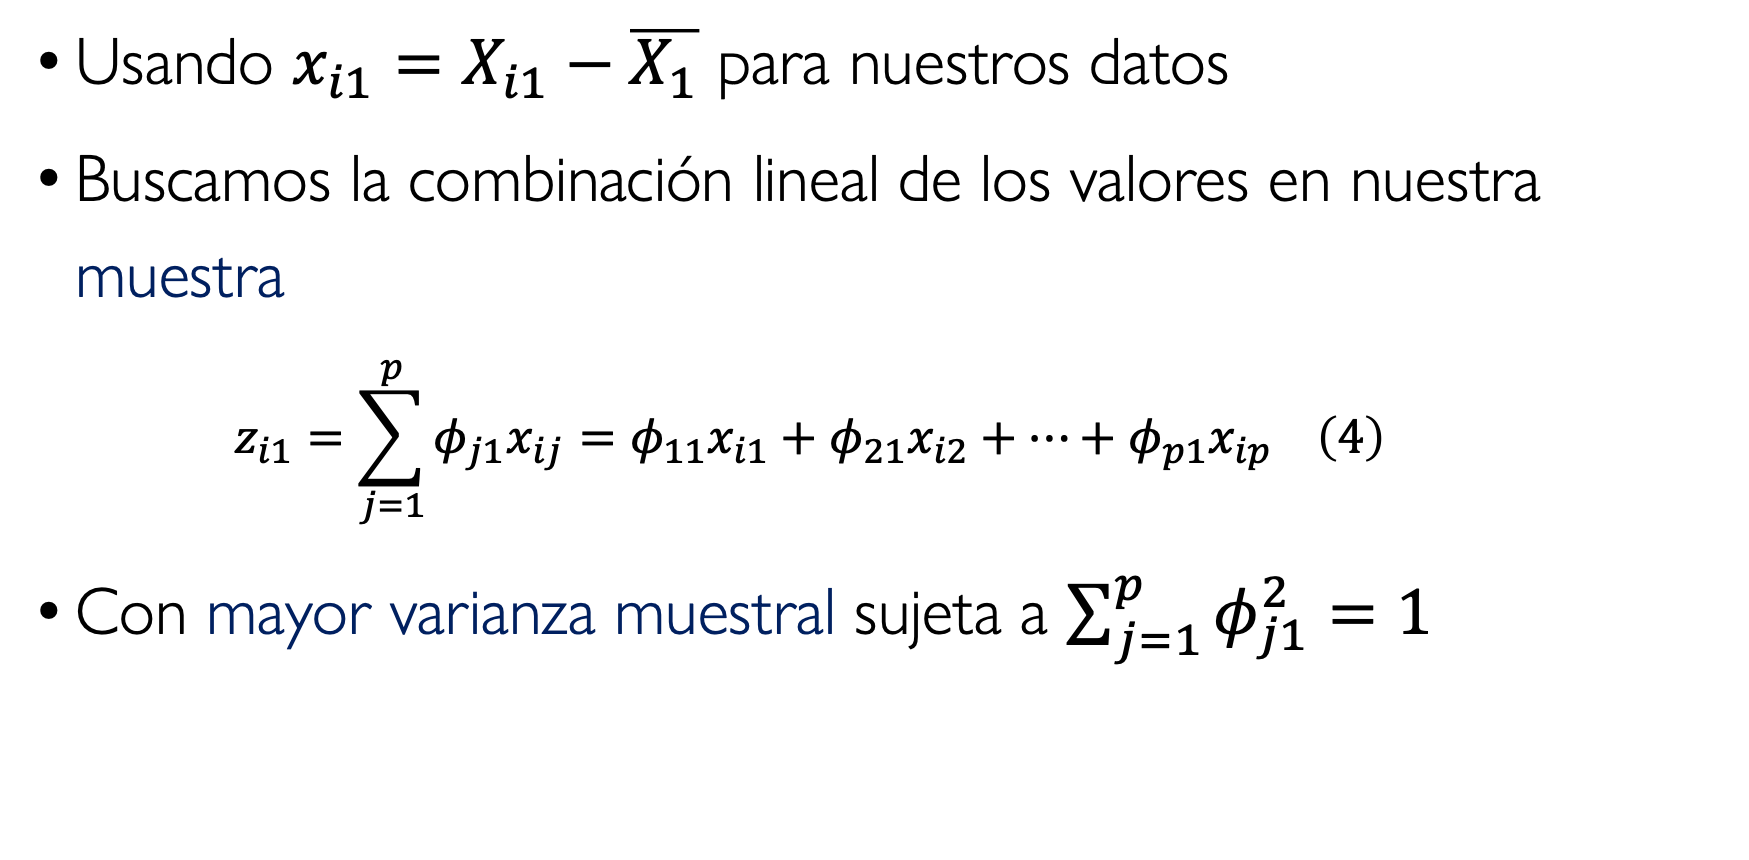 • Usando $x_{i1} = X_{i1} - \overline{X_1}$ para nuestros datos
• Buscamos la combinación lineal de los valores en nuestra
muestra
$z_{i1} = \sum_{j=1}^{p} \phi_{j1} x_{ij} = \phi_{11} x_{i1} + \phi_{21} x_{i2} + \cdots + \phi_{p1} x_{ip} \quad (4)$
• Con mayor varianza muestral sujeta a $\sum_{j=1}^{p} \phi_{j1}^2 = 1$